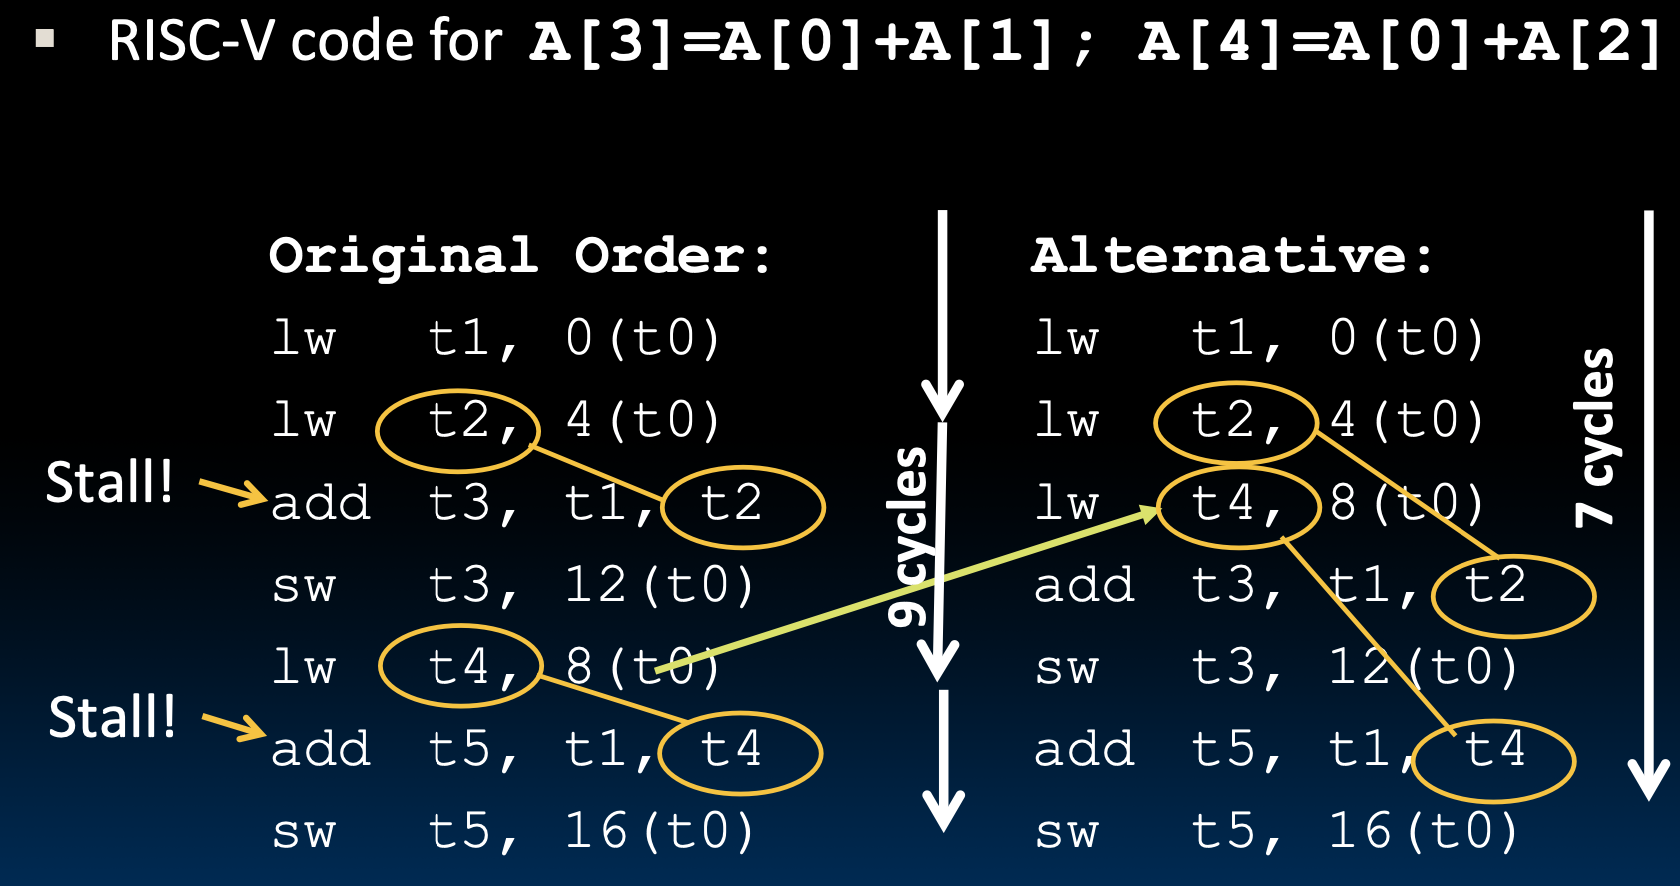 ▪ RISC-V code for A[3]=A[0]+A[1]; A[4]=A[0]+A[2]
Original Order:
lw t1, 0(t0)
lw t2, 4(t0)
Stall! add t3, t1, t2
sw t3, 12(t0)
lw t4, 8(t0)
Stall! add t5, t1, t4
sw t5, 16(t0)
9 cycles
Alternative:
lw t1, 0(t0)
lw t2, 4(t0)
lw t4, 8(t0)
add t3, t1, t2
sw t3, 12(t0)
add t5, t1, t4
sw t5, 16(t0)
7 cycles